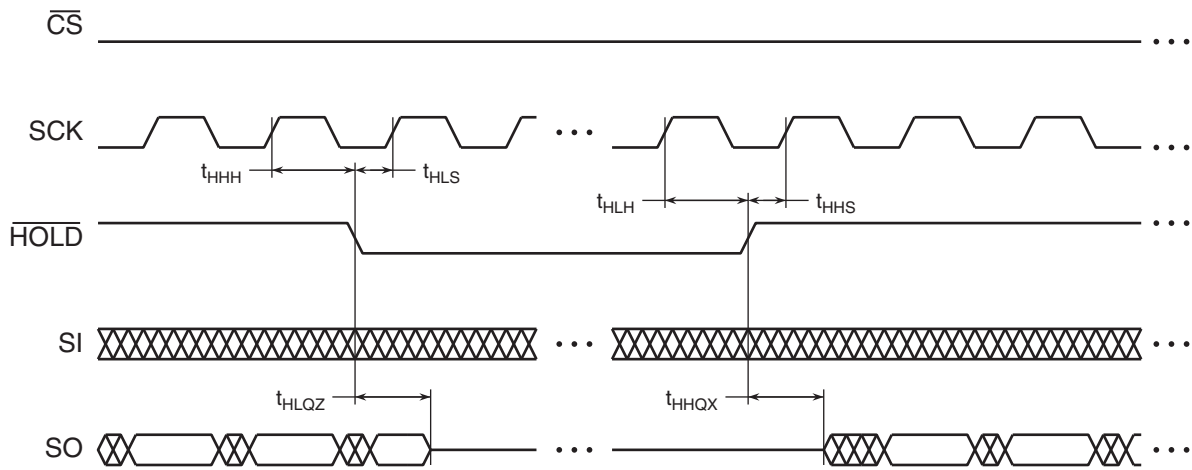 CS
SCK
tHHH
tHLS
tHLH
tHHS
HOLD
SI
tHLQZ
tHHQX
SO